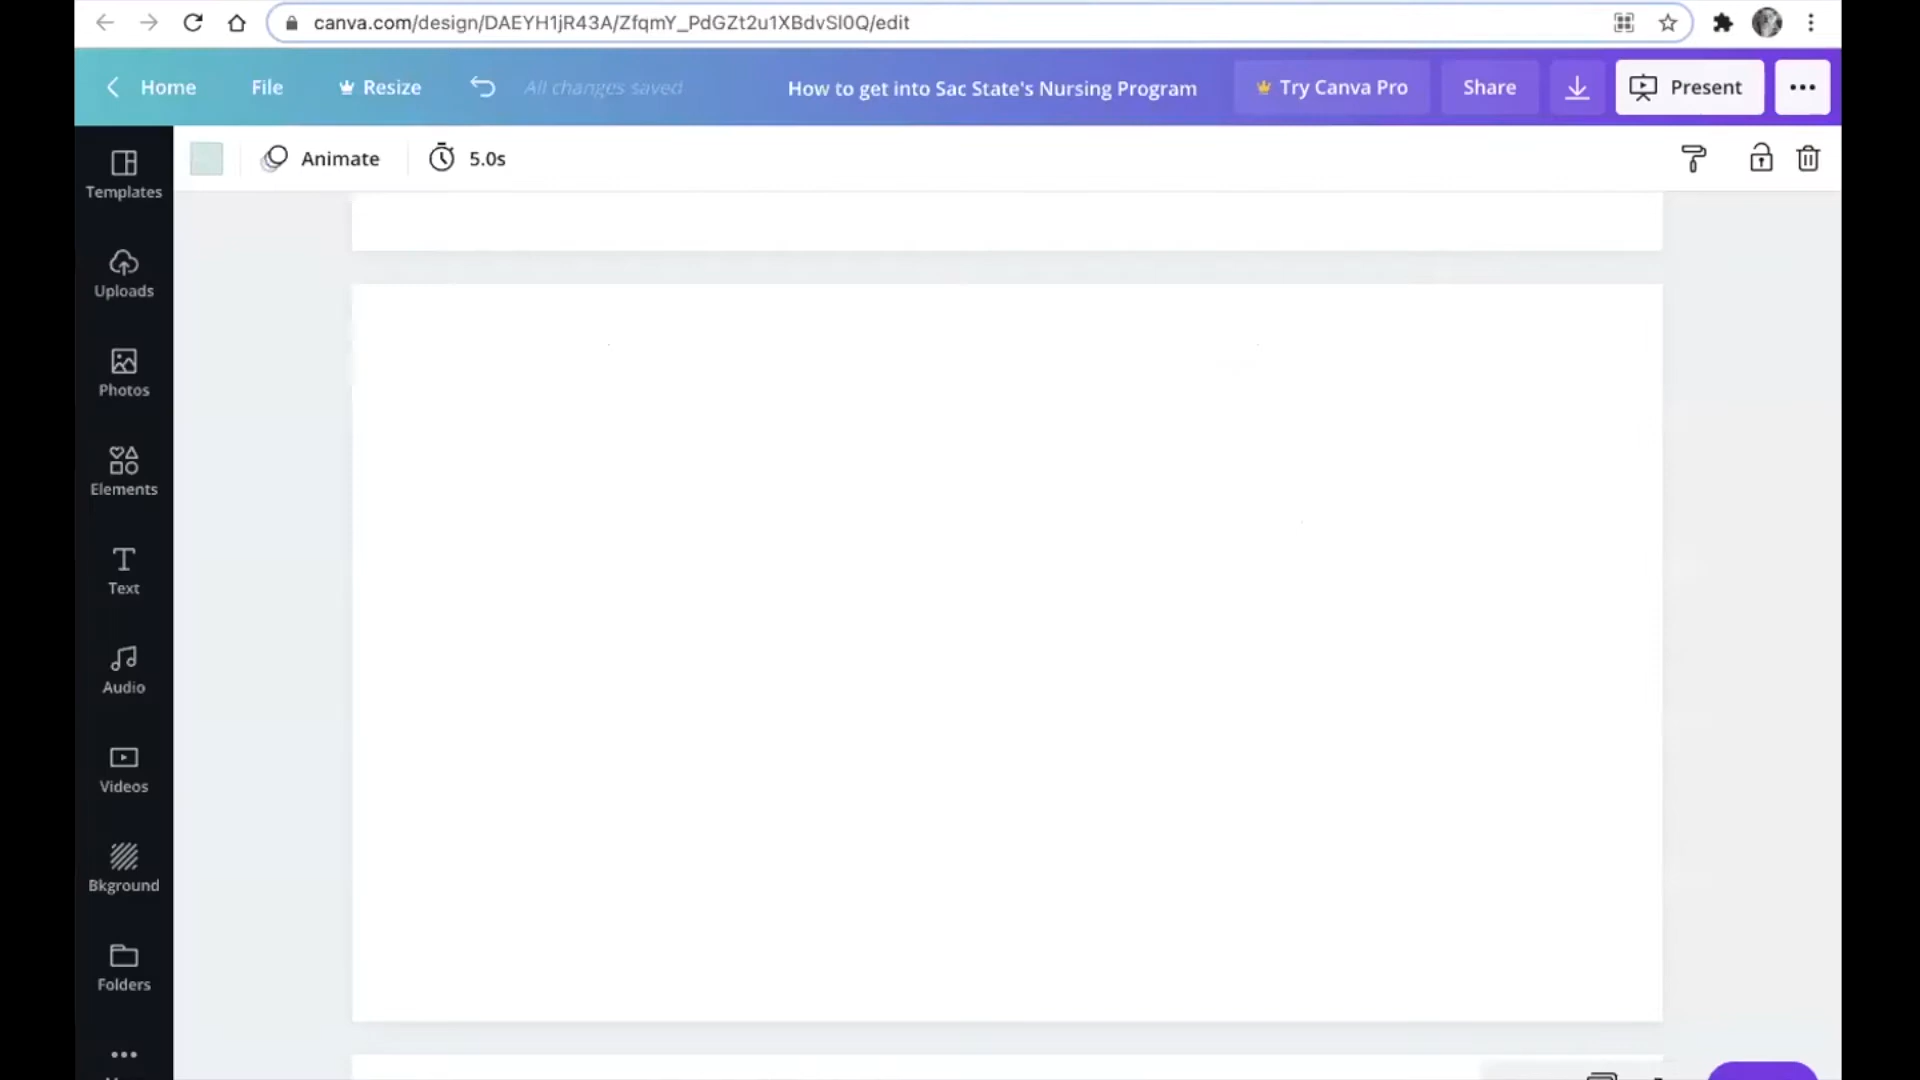 canva.com/design/DAEYH1jR43A/ZfqmY_PdGZt2u1XBdvSl0Q/edit
Home File Resize All changes saved How to get into Sac State's Nursing Program Try Canva Pro Share Present
Animate 5.0s
Templates
Uploads
Photos
Elements
Text
Audio
Videos
Bkground
Folders